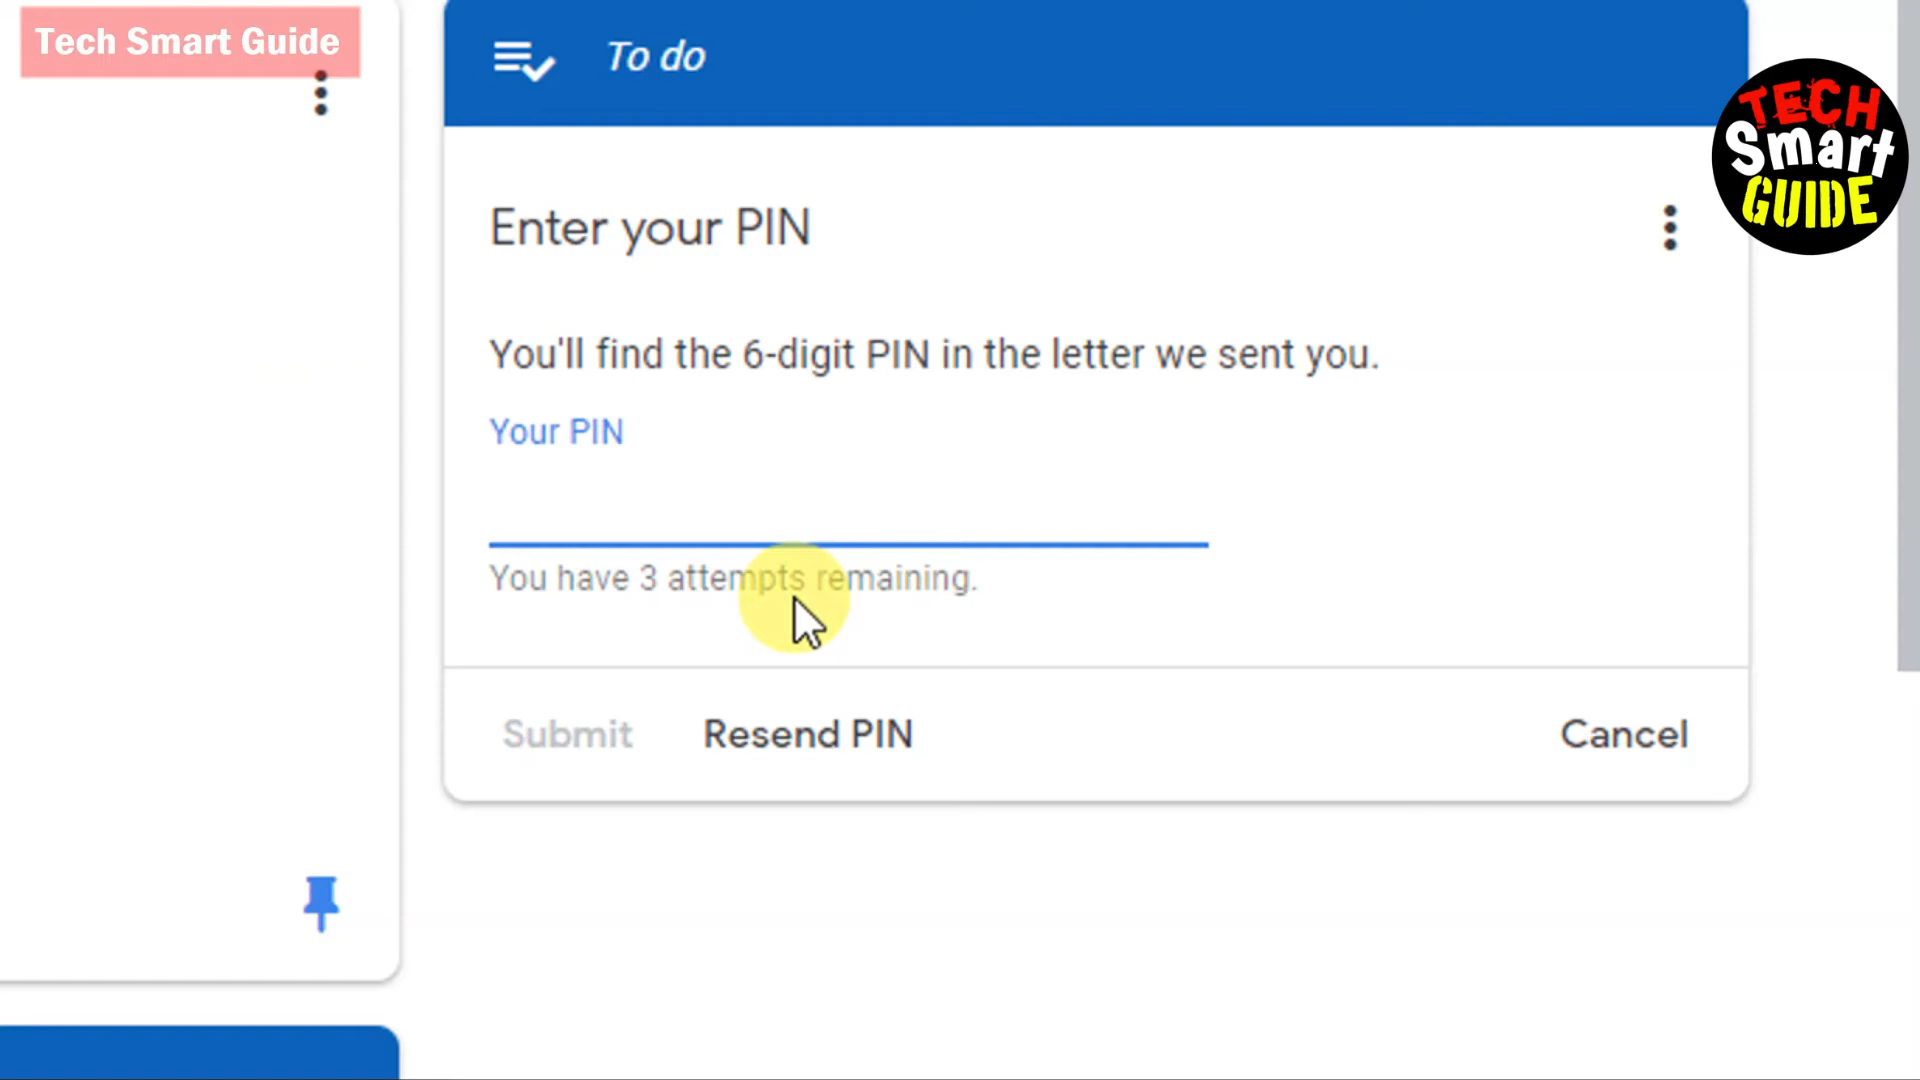 Tech Smart Guide
To do
TECH
Smart
GUIDE
Enter your PIN
You'll find the 6-digit PIN in the letter we sent you.
Your PIN
You have 3 attempts remaining.
Submit
Resend PIN
Cancel